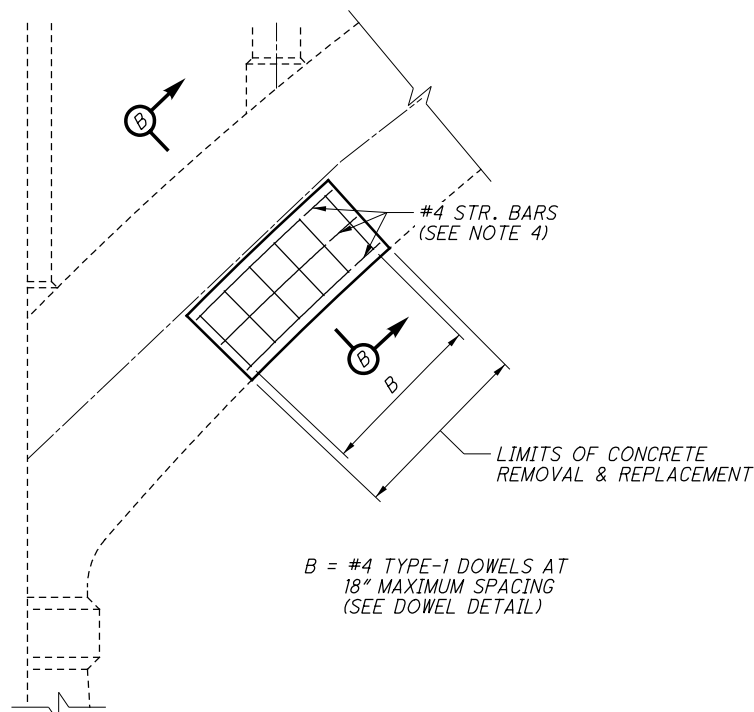 B
#4 STR. BARS
(SEE NOTE 4)
B
B
LIMITS OF CONCRETE
REMOVAL & REPLACEMENT
B = #4 TYPE-1 DOWELS AT
18" MAXIMUM SPACING
(SEE DOWEL DETAIL)